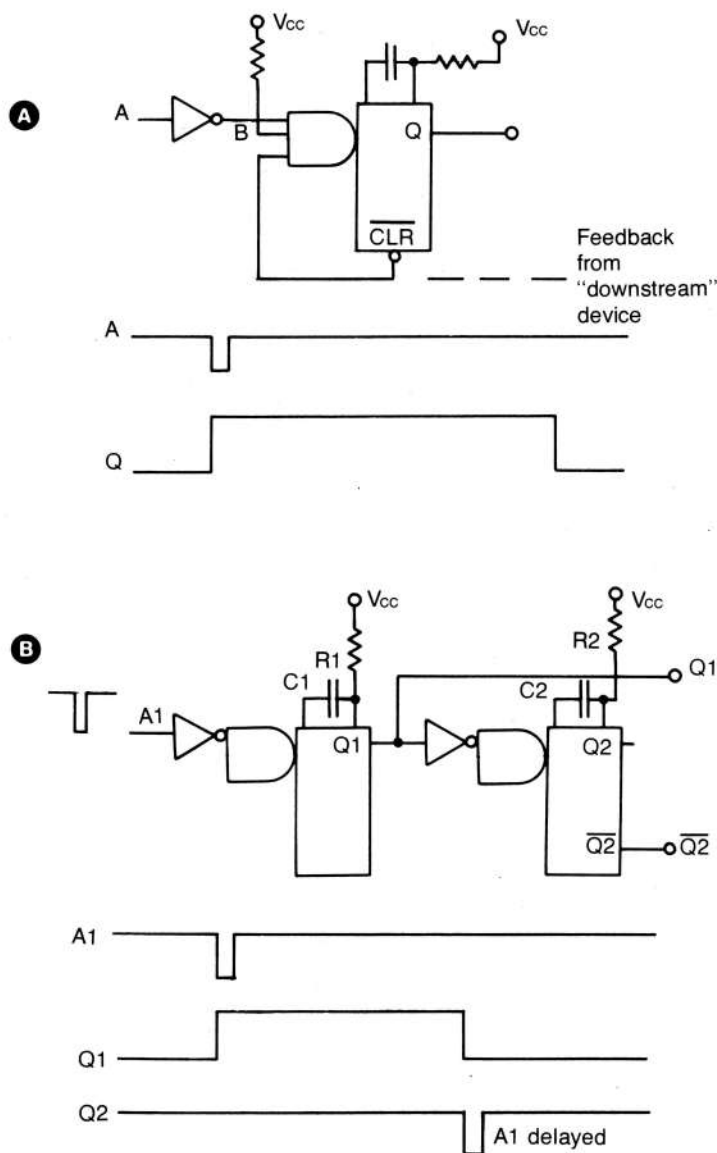 Vcc
Vcc
A
A
B
Q
CLR
Feedback
from
"downstream"
device
A
Q
B
Vcc
Vcc
R1
R2
C1
C2
Q1
A1
Q1
Q2
Q2
Q2
A1
Q1
Q2
A1 delayed